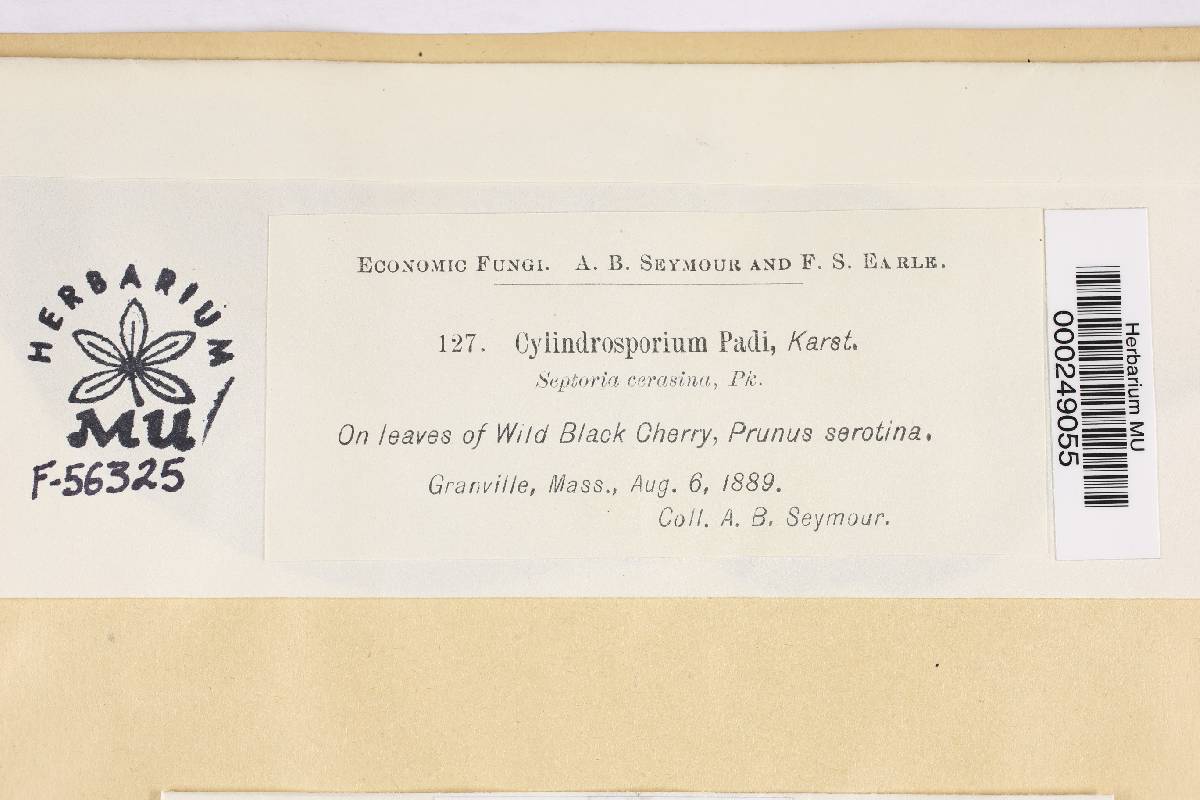 ECONOMIC FUNGI. A. B. SEYMOUR AND F. S. EARLE.
127. Cylindrosporium Padi, Karst.
Septoria cerasina, Pk.
On leaves of Wild Black Cherry, Prunus serotina.
Granville, Mass., Aug. 6, 1889.
Coll. A. B. Seymour.
HERBARIUM
MU
F-56325
Herbarium MU
000249055